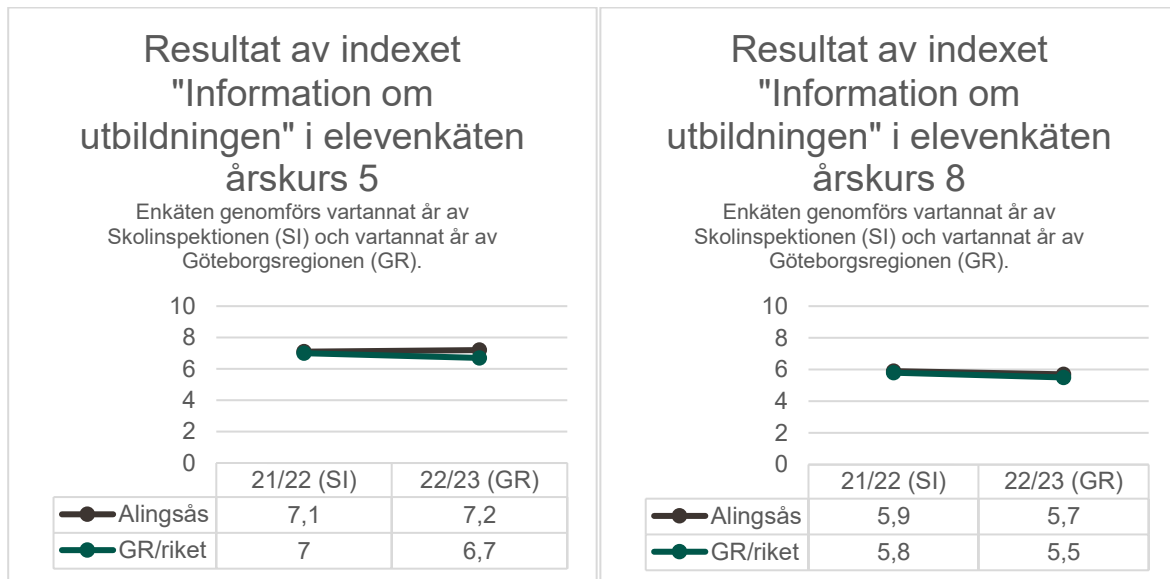 Resultat av indexet
"Information om
utbildningen" i elevenkäten
årskurs 5
Enkäten genomförs vartannat år av
Skolinspektionen (SI) och vartannat år av
Göteborgsregionen (GR).
10
8
6
4
2
0
21/22 (SI) 22/23 (GR)
Alingsås 7,1 7,2
GR/riket 7 6,7
Resultat av indexet
"Information om
utbildningen" i elevenkäten
årskurs 8
Enkäten genomförs vartannat år av
Skolinspektionen (SI) och vartannat år av
Göteborgsregionen (GR).
10
8
6
4
2
0
21/22 (SI) 22/23 (GR)
Alingsås 5,9 5,7
GR/riket 5,8 5,5